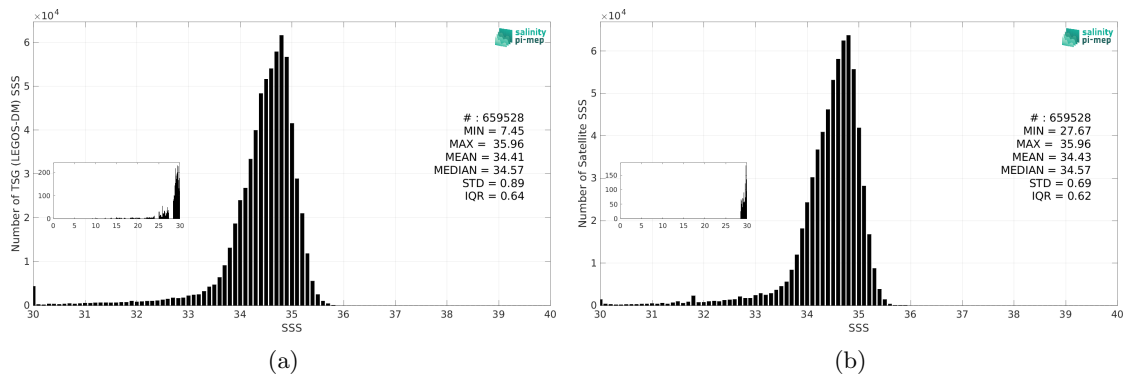 ×10⁴
6
5
4
3
2
1
0
Number of TSG (LEGOS-DM) SSS
salinity
pi-mep
# : 659528
MIN = 7.45
MAX = 35.96
MEAN = 34.41
MEDIAN = 34.57
STD = 0.89
IQR = 0.64
200
100
0
0 5 10 15 20 25 30
30 31 32 33 34 35 36 37 38 39 40
SSS
(a)
×10⁴
6
5
4
3
2
1
0
Number of Satellite SSS
salinity
pi-mep
# : 659528
MIN = 27.67
MAX = 35.96
MEAN = 34.43
MEDIAN = 34.57
STD = 0.69
IQR = 0.62
150
100
50
0
0 5 10 15 20 25 30
30 31 32 33 34 35 36 37 38 39 40
SSS
(b)